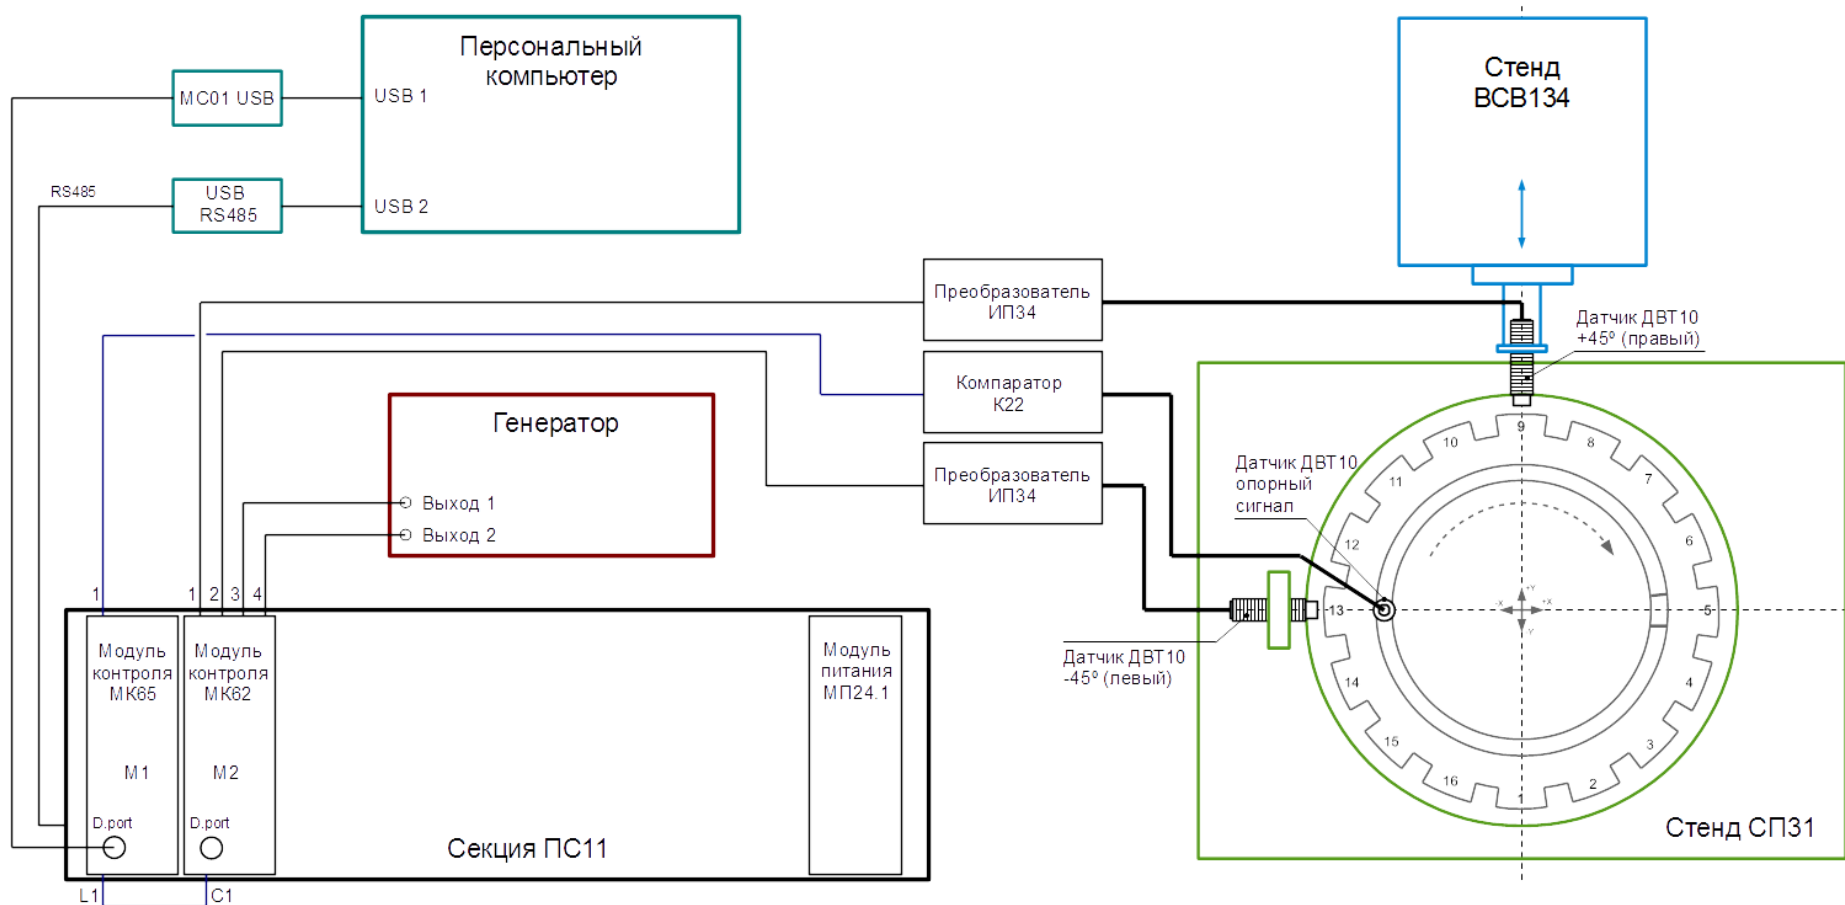 Персональный
компьютер
MC01 USB
USB 1
RS485
USB
RS485
USB 2
Стенд
ВСВ134
Преобразователь
ИП34
Датчик ДВТ10
+45º (правый)
Компаратор
К22
Генератор
Выход 1
Выход 2
Преобразователь
ИП34
Датчик ДВТ10
опорный
сигнал
Датчик ДВТ10
-45º (левый)
9
8
7
6
5
4
3
2
1
16
15
14
13
12
11
10
+Y
-X
+X
-Y
Стенд СП31
1
1
2
3
4
Модуль
контроля
МК65
М1
D.port
Модуль
контроля
МК62
М2
D.port
Модуль
питания
МП24.1
Секция ПС11
L1
C1